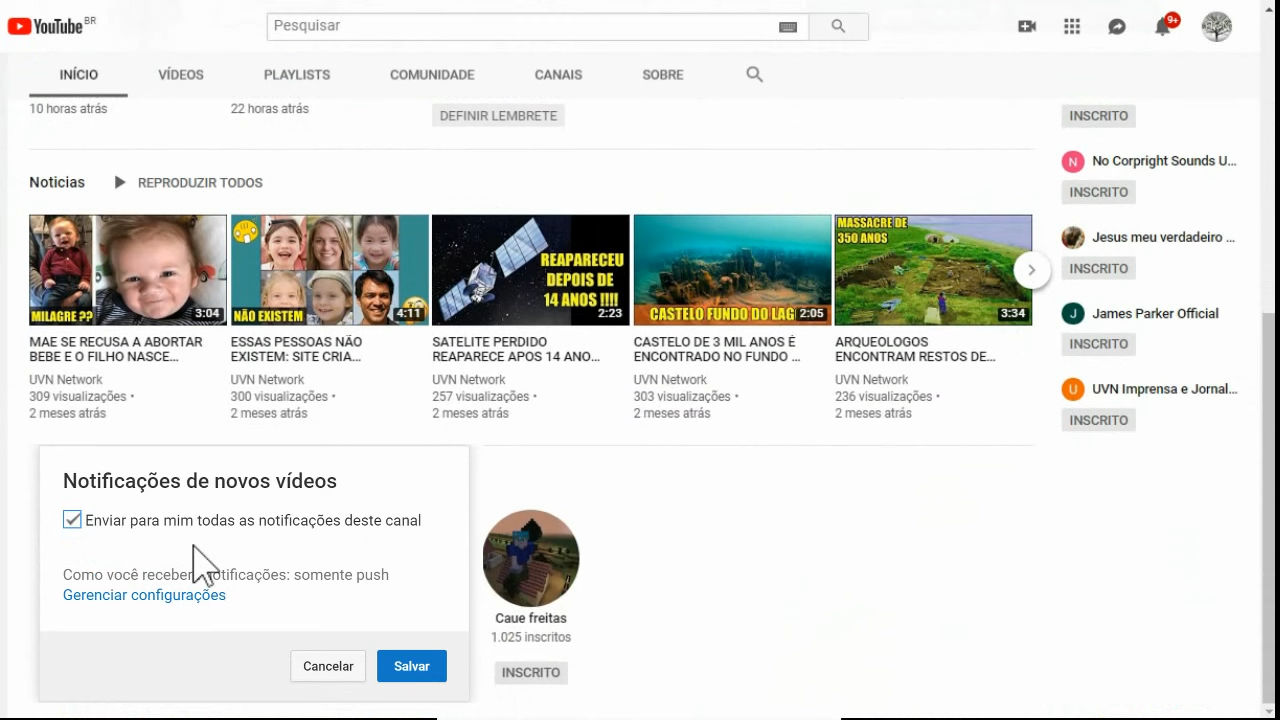 YouTube BR
Pesquisar
9+
INÍCIO
VÍDEOS
PLAYLISTS
COMUNIDADE
CANAIS
SOBRE
10 horas atrás
22 horas atrás
DEFINIR LEMBRETE
INSCRITO
Noticias
REPRODUZIR TODOS
MILAGRE ??
3:04
MAE SE RECUSA A ABORTAR
BEBE E O FILHO NASCE...
UVN Network
309 visualizações •
2 meses atrás
NÃO EXISTEM
4:11
ESSAS PESSOAS NÃO
EXISTEM: SITE CRIA...
UVN Network
300 visualizações •
2 meses atrás
REAPARECEU
DEPOIS DE
14 ANOS !!!!
2:23
SATELITE PERDIDO
REAPARECE APOS 14 ANO...
UVN Network
257 visualizações •
2 meses atrás
CASTELO FUNDO DO LAG
2:05
CASTELO DE 3 MIL ANOS É
ENCONTRADO NO FUNDO ...
UVN Network
303 visualizações •
2 meses atrás
MASSACRE DE
350 ANOS
3:34
ARQUEOLOGOS
ENCONTRAM RESTOS DE...
UVN Network
236 visualizações •
2 meses atrás
N
No Corpright Sounds U...
INSCRITO
Jesus meu verdadeiro ...
INSCRITO
J
James Parker Official
INSCRITO
U
UVN Imprensa e Jornal...
INSCRITO
Notificações de novos vídeos
Enviar para mim todas as notificações deste canal
Como você receber otificações: somente push
Gerenciar configurações
Cancelar
Salvar
Caue freitas
1.025 inscritos
INSCRITO